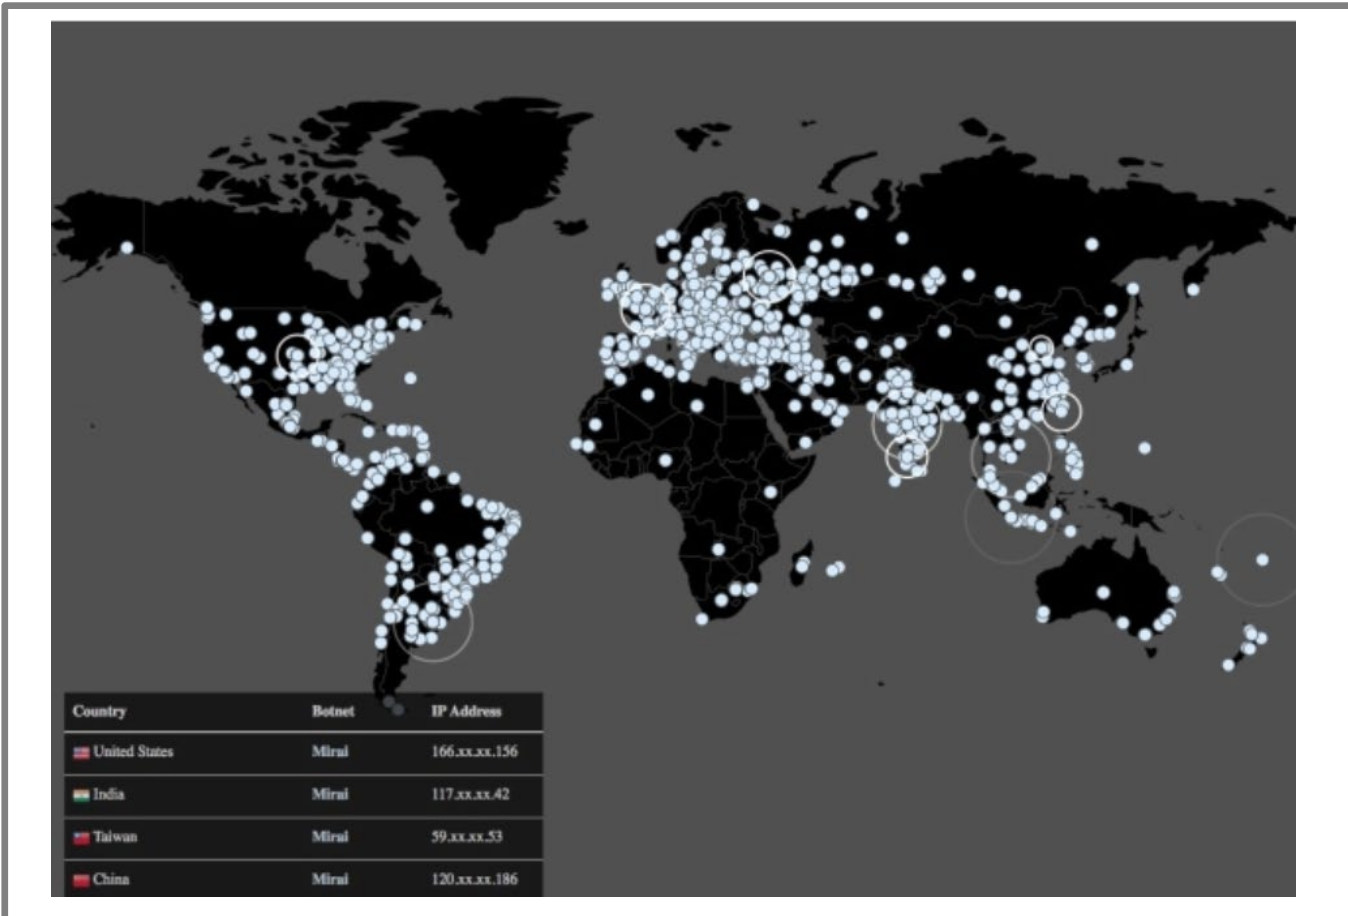 Country Botnet IP Address
United States Mirai 166.xx.xx.156
India Mirai 117.xx.xx.42
Taiwan Mirai 59.xx.xx.53
China Mirai 120.xx.xx.186